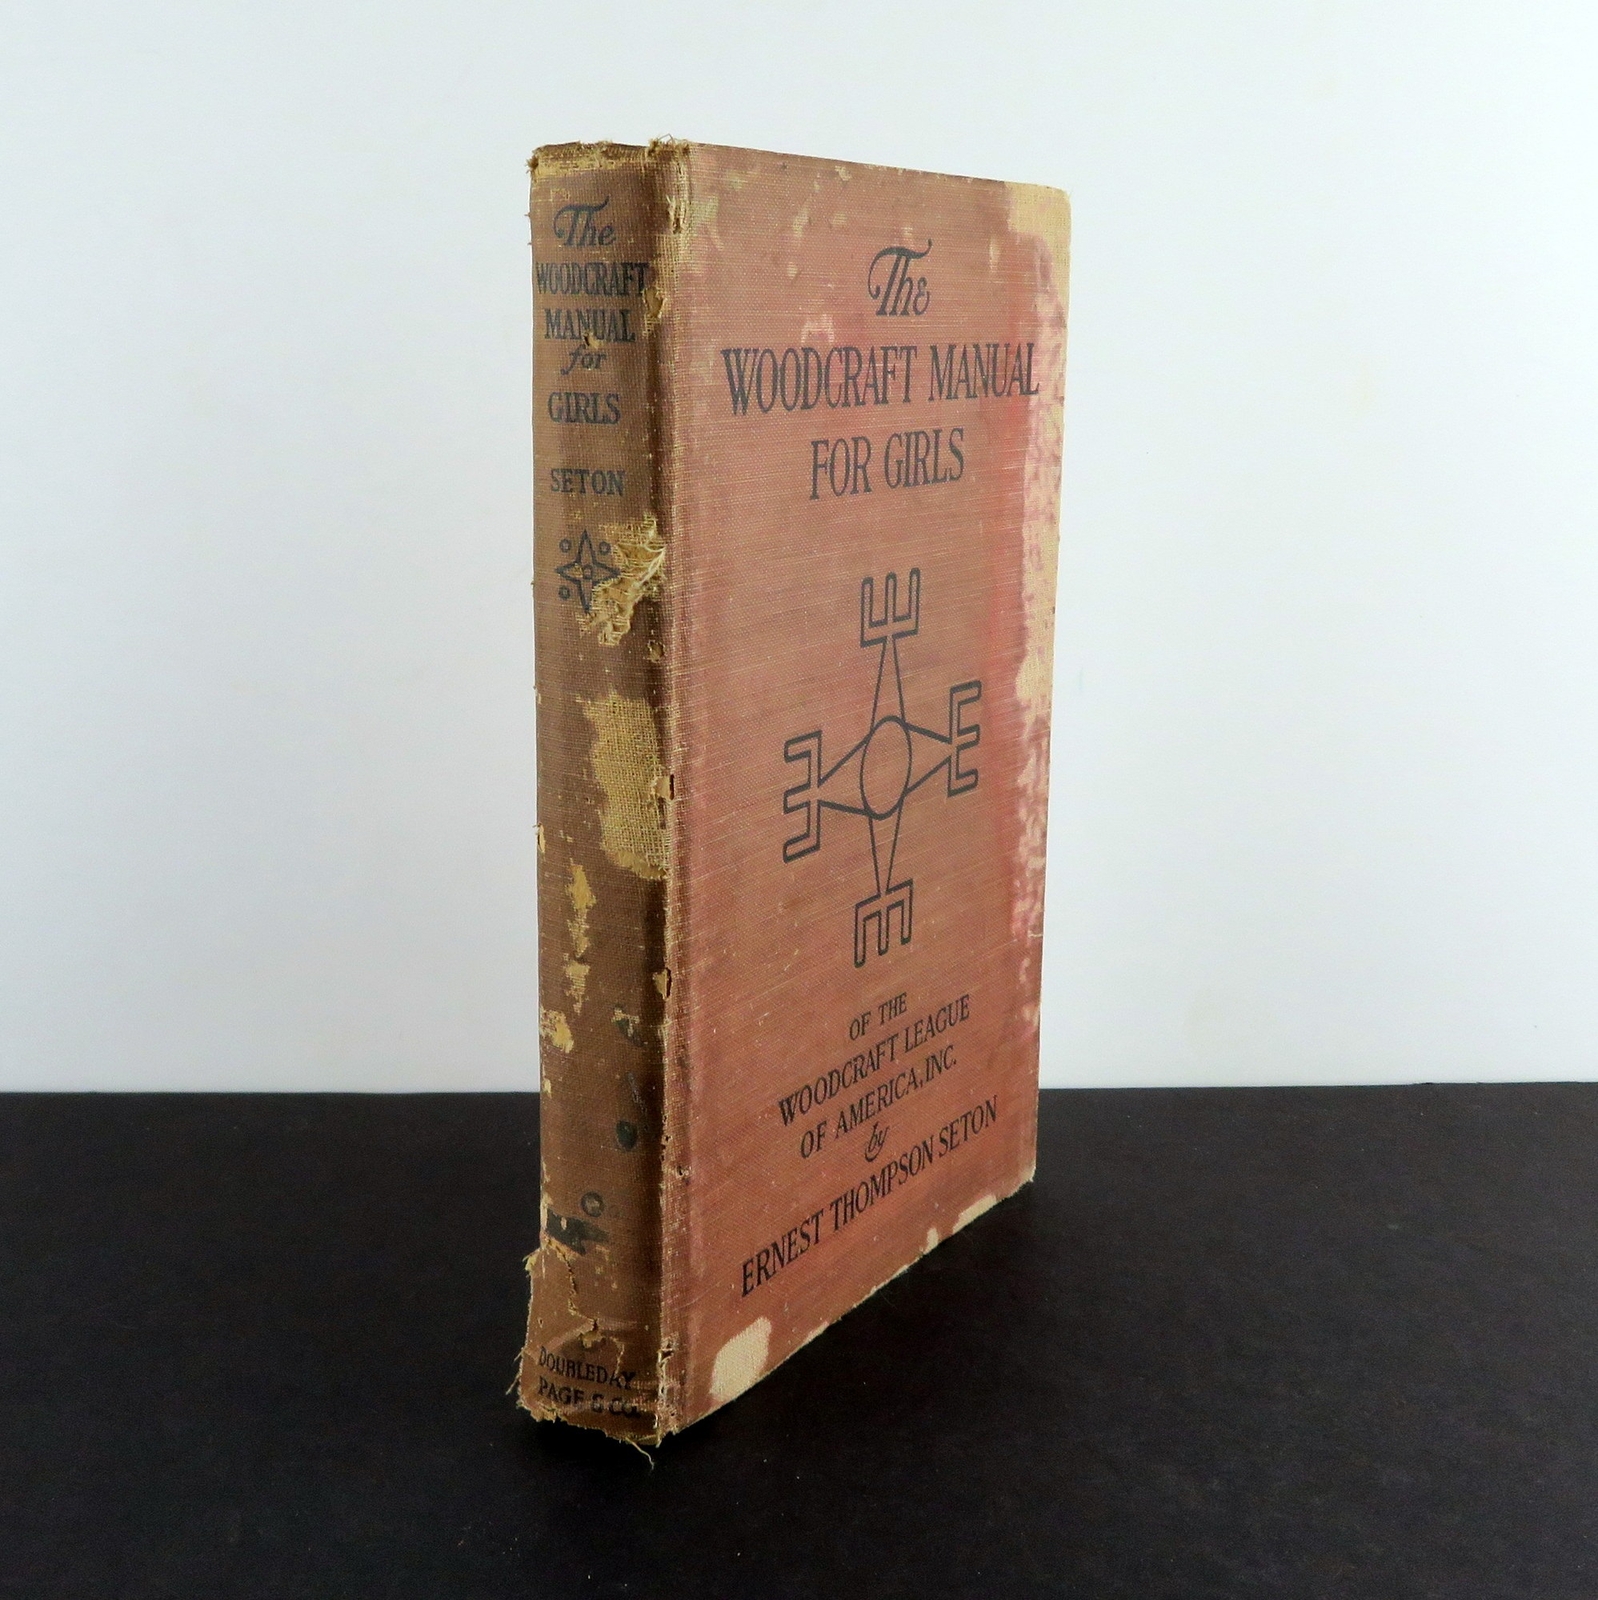 The
WOODCRAFT
MANUAL
for
GIRLS
SETON
DOUBLEDAY
PAGE & Co.
The
WOODCRAFT MANUAL
FOR GIRLS
OF THE
WOODCRAFT LEAGUE
OF AMERICA, INC.
by
ERNEST THOMPSON SETON